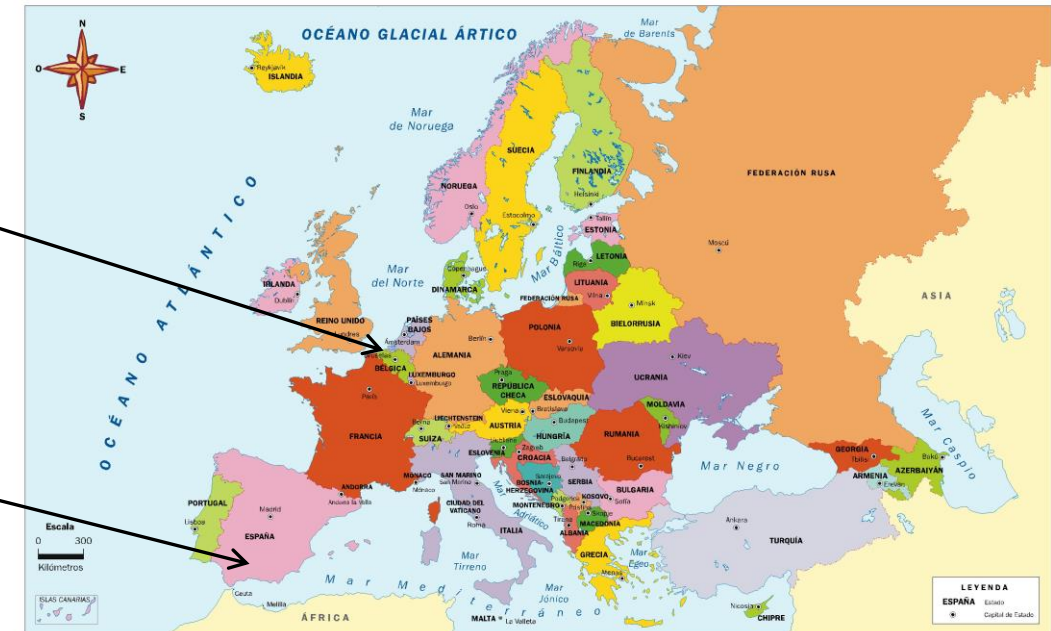 N
O
E
S
OCÉANO GLACIAL ÁRTICO
Mar
de Barents
Reykjavík
ISLANDIA
Mar
de Noruega
SUECIA
FINLANDIA
NORUEGA
FEDERACIÓN RUSA
Helsinki
Oslo
Estocolmo
Tallin
ESTONIA
Moscú
OCÉANO ATLÁNTICO
Mar Báltico
Riga
LETONIA
Mar
del Norte
Copenhague
DINAMARCA
LITUANIA
Vilna
IRLANDA
Dublín
FEDERACIÓN RUSA
Minsk
BIELORRUSIA
ASIA
REINO UNIDO
Londres
PAÍSES
BAJOS
Ámsterdam
Berlín
POLONIA
Varsovia
ALEMANIA
Bruselas
BÉLGICA
LUXEMBURGO
Luxemburgo
Kiev
UCRANIA
Praga
REPÚBLICA
CHECA
París
ESLOVAQUIA
MOLDAVIA
Viena
Bratislava
LIECHTENSTEIN
Vaduz
AUSTRIA
Budapest
Berna
SUIZA
HUNGRÍA
FRANCIA
RUMANIA
ESLOVENIA
Zagreb
CROACIA
Belgrado
Bucarest
Mar Caspio
Mar Negro
GEORGIA
Tbilisi
Bakú
AZERBAIYÁN
ARMENIA
MÓNACO
Mónaco
SAN MARINO
San Marino
BOSNIA-
HERZEGOVINA
SERBIA
ANDORRA
Andorra la Vella
CIUDAD DEL
VATICANO
Roma
MONTENEGRO
KOSOVO
BULGARIA
Sofía
Mar
Adriático
Podgorica
Skopje
PORTUGAL
Lisboa
Madrid
ESPAÑA
ITALIA
Tirana
ALBANIA
MACEDONIA
Ankara
TURQUÍA
Escala
0 300
Kilómetros
Mar
Tirreno
GRECIA
Mar
Egeo
Atenas
Mar
Jónico
Mar Mediterráneo
ISLAS CANARIAS
Ceuta
Melilla
ÁFRICA
MALTA
La Valleta
Nicosia
CHIPRE
LEYENDA
ESPAÑA Estado
Capital de Estado